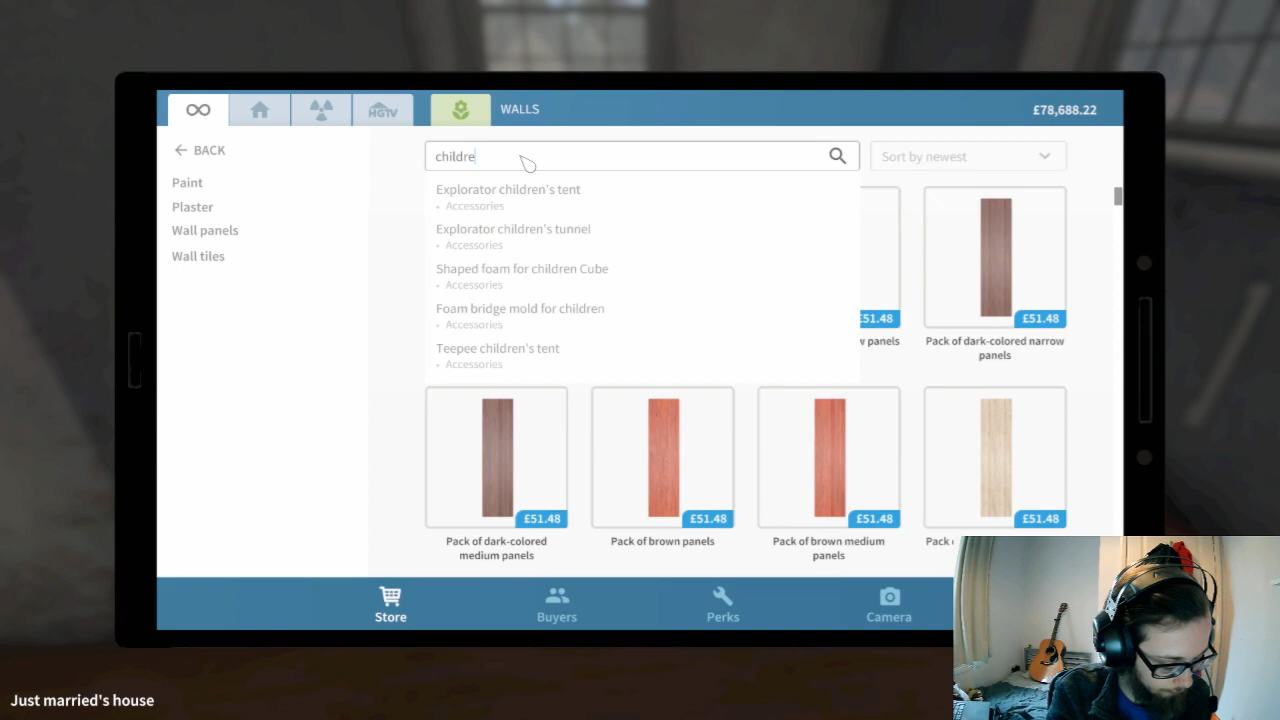 HGTV
WALLS
£78,688.22
BACK
childre
Sort by newest
Paint
Plaster
Wall panels
Wall tiles
Explorator children's tent
• Accessories
Explorator children's tunnel
• Accessories
Shaped foam for children Cube
• Accessories
Foam bridge mold for children
• Accessories
Teepee children's tent
• Accessories
£51.48
£51.48
panels
Pack of dark-colored narrow
panels
£51.48
£51.48
£51.48
£51.48
Pack of dark-colored
medium panels
Pack of brown panels
Pack of brown medium
panels
Pack
Store
Buyers
Perks
Camera
Just married's house